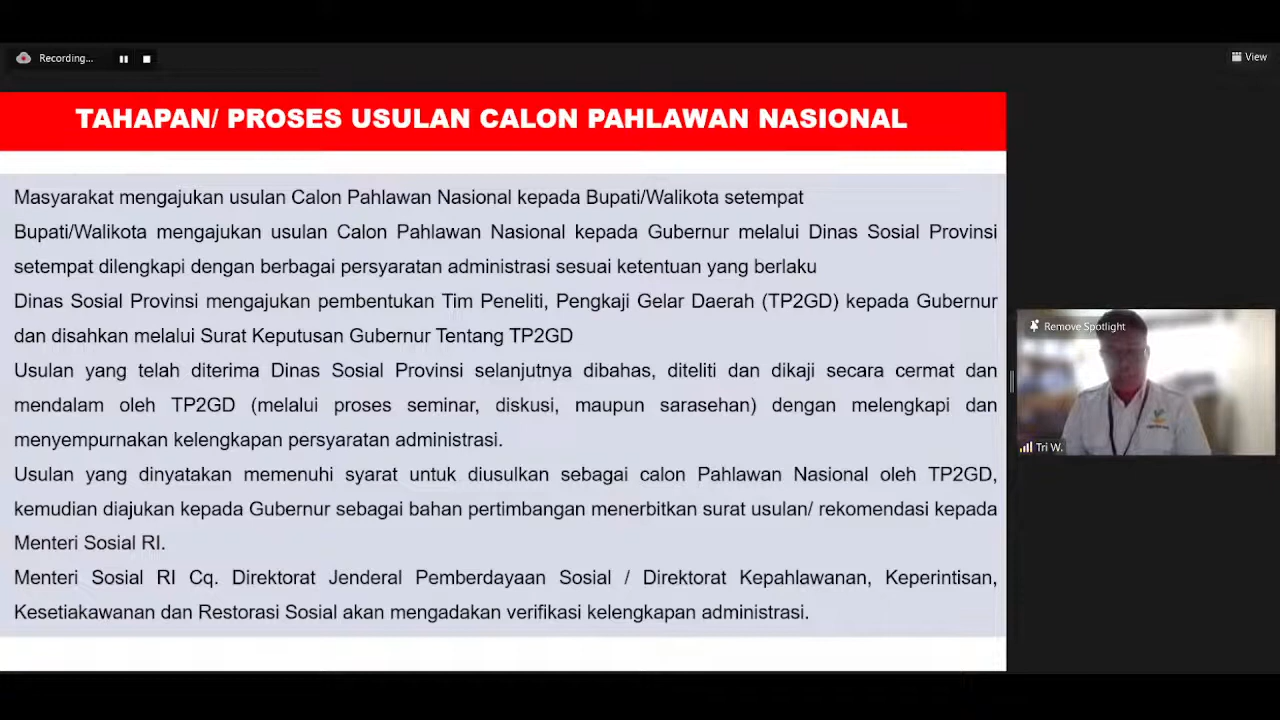 Recording...
View
TAHAPAN/ PROSES USULAN CALON PAHLAWAN NASIONAL
Masyarakat mengajukan usulan Calon Pahlawan Nasional kepada Bupati/Walikota setempat
Bupati/Walikota mengajukan usulan Calon Pahlawan Nasional kepada Gubernur melalui Dinas Sosial Provinsi
setempat dilengkapi dengan berbagai persyaratan administrasi sesuai ketentuan yang berlaku
Dinas Sosial Provinsi mengajukan pembentukan Tim Peneliti, Pengkaji Gelar Daerah (TP2GD) kepada Gubernur
dan disahkan melalui Surat Keputusan Gubernur Tentang TP2GD
Usulan yang telah diterima Dinas Sosial Provinsi selanjutnya dibahas, diteliti dan dikaji secara cermat dan
mendalam oleh TP2GD (melalui proses seminar, diskusi, maupun sarasehan) dengan melengkapi dan
menyempurnakan kelengkapan persyaratan administrasi.
Usulan yang dinyatakan memenuhi syarat untuk diusulkan sebagai calon Pahlawan Nasional oleh TP2GD,
kemudian diajukan kepada Gubernur sebagai bahan pertimbangan menerbitkan surat usulan/ rekomendasi kepada
Menteri Sosial RI.
Menteri Sosial RI Cq. Direktorat Jenderal Pemberdayaan Sosial / Direktorat Kepahlawanan, Keperintisan,
Kesetiakawanan dan Restorasi Sosial akan mengadakan verifikasi kelengkapan administrasi.
Remove Spotlight
Tri W.